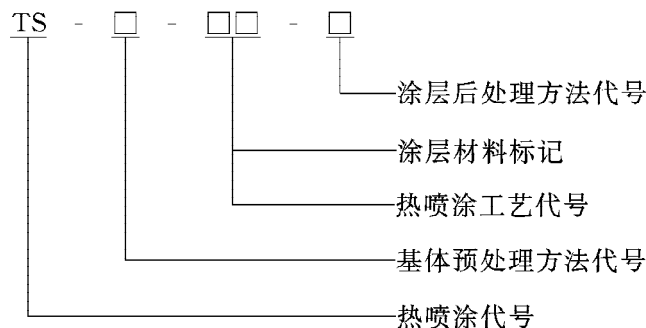 TS - □ - □□ - □
涂层后处理方法代号
涂层材料标记
热喷涂工艺代号
基体预处理方法代号
热喷涂代号